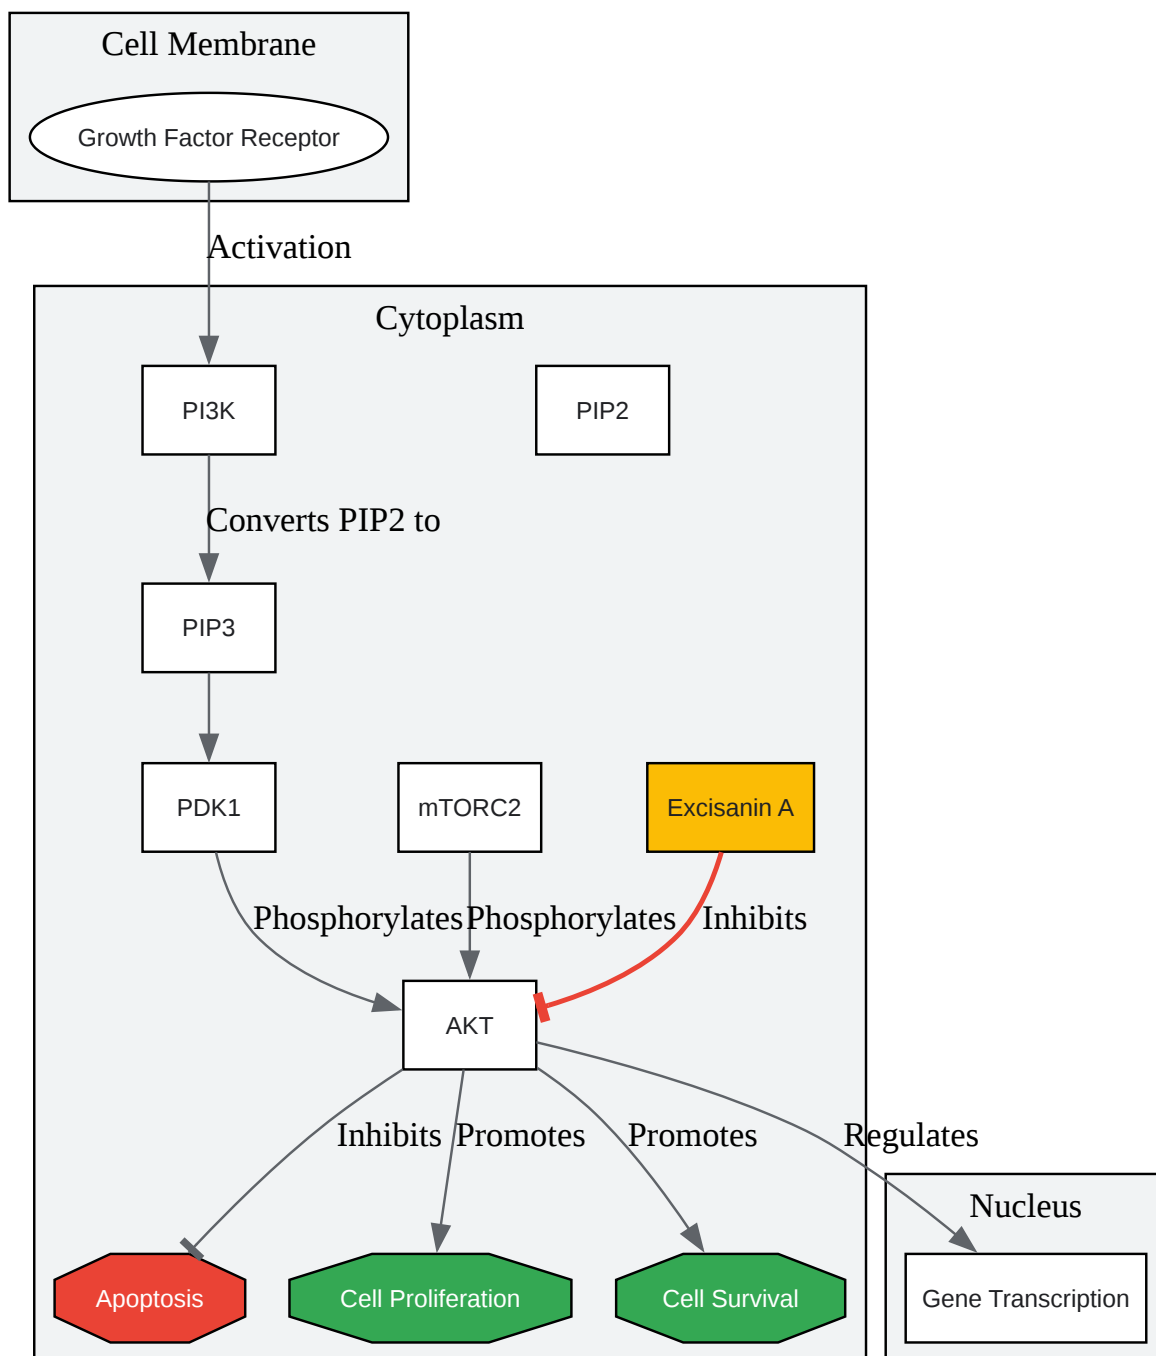 Cell Membrane
Growth Factor Receptor
Activation
Cytoplasm
PI3K
PIP2
Converts PIP2 to
PIP3
PDK1
mTORC2
Excisanin A
Phosphorylates
Phosphorylates
Inhibits
AKT
Inhibits
Promotes
Promotes
Regulates
Nucleus
Apoptosis
Cell Proliferation
Cell Survival
Gene Transcription